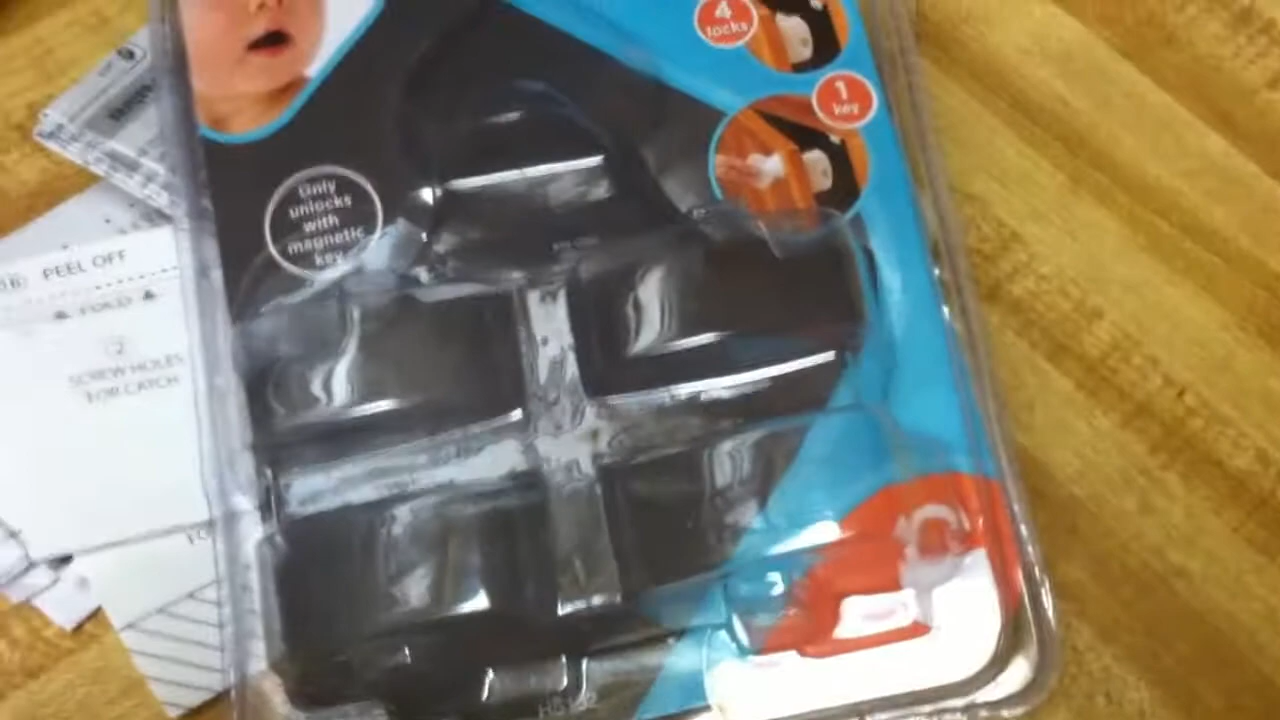 4
locks
1
key
Only
unlocks
with
magnetic
key
PEEL OFF
FOLD
2
SCREW HOLES
FOR CATCH